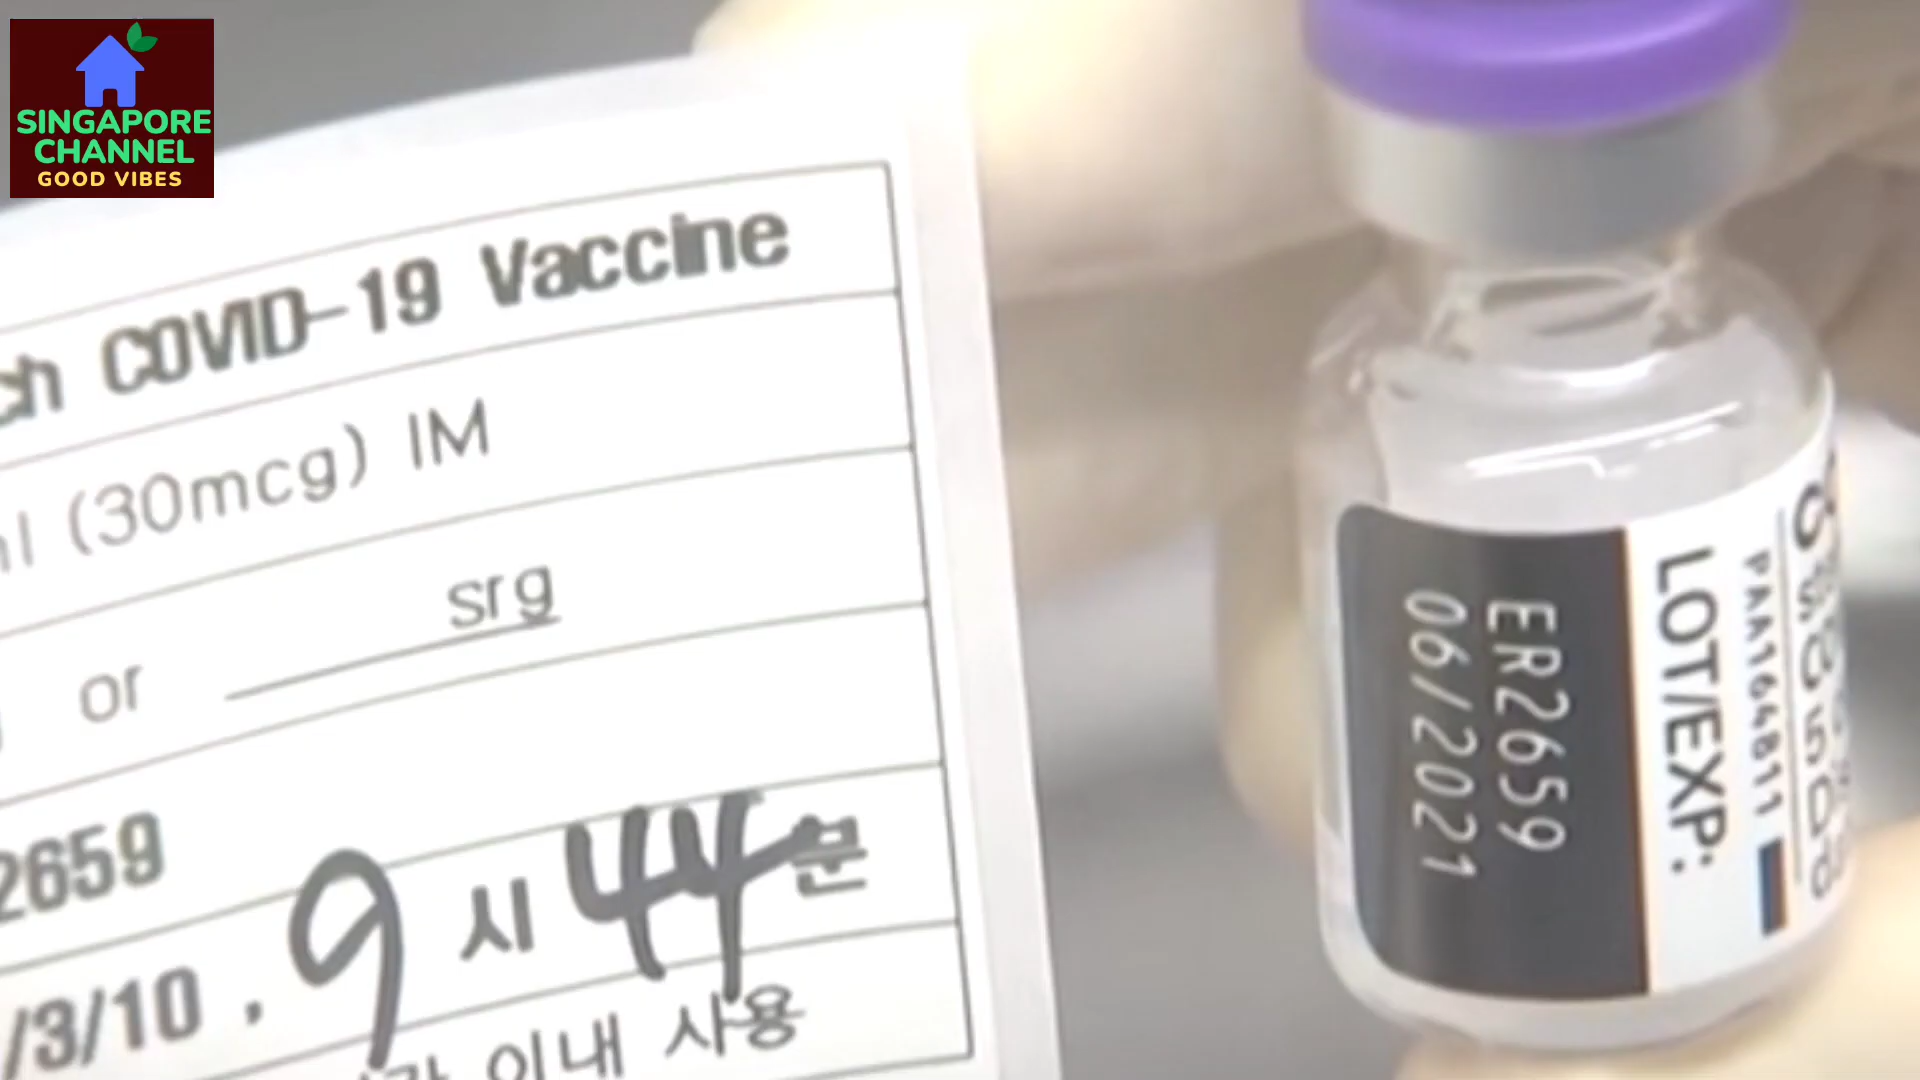 SINGAPORE
CHANNEL
GOOD VIBES
COVID-19 Vaccine
(30mcg) IM
or
srg
2659
/3/10 . 9 시 44 분
이내 사용
ER2659
06/2021
LOT/EXP:
PAA164811